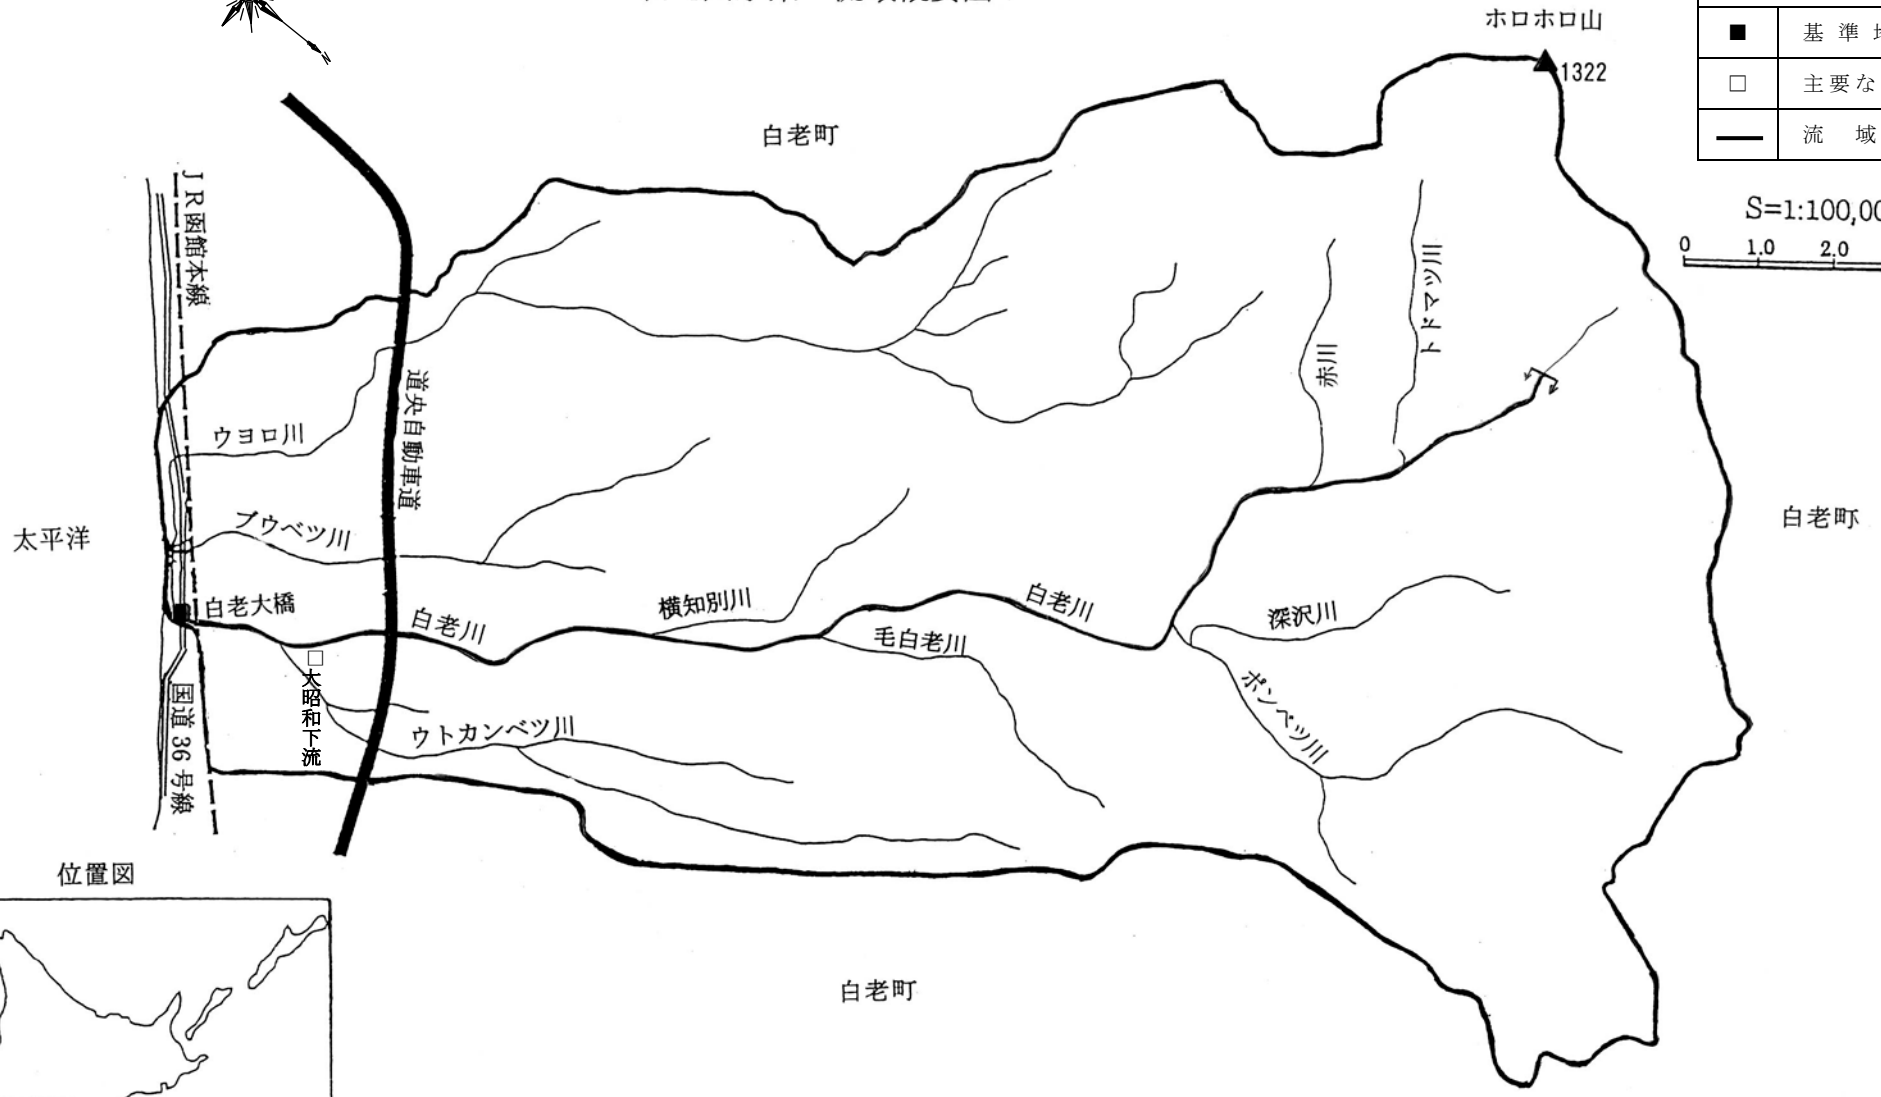 ホロホロ山
1322
■ 基準
□ 主要な
流域
S=1:100,00
0 1.0 2.0
白老町
JR函館本線
トドマツ川
赤川
道央自動車道
ウヨロ川
ブウベツ川
太平洋
白老町
白老大橋
白老川
横知別川
白老川
毛白老川
深沢川
□大昭和下流
ポンベツ川
国道36号線
ウトカンベツ川
位置図
白老町